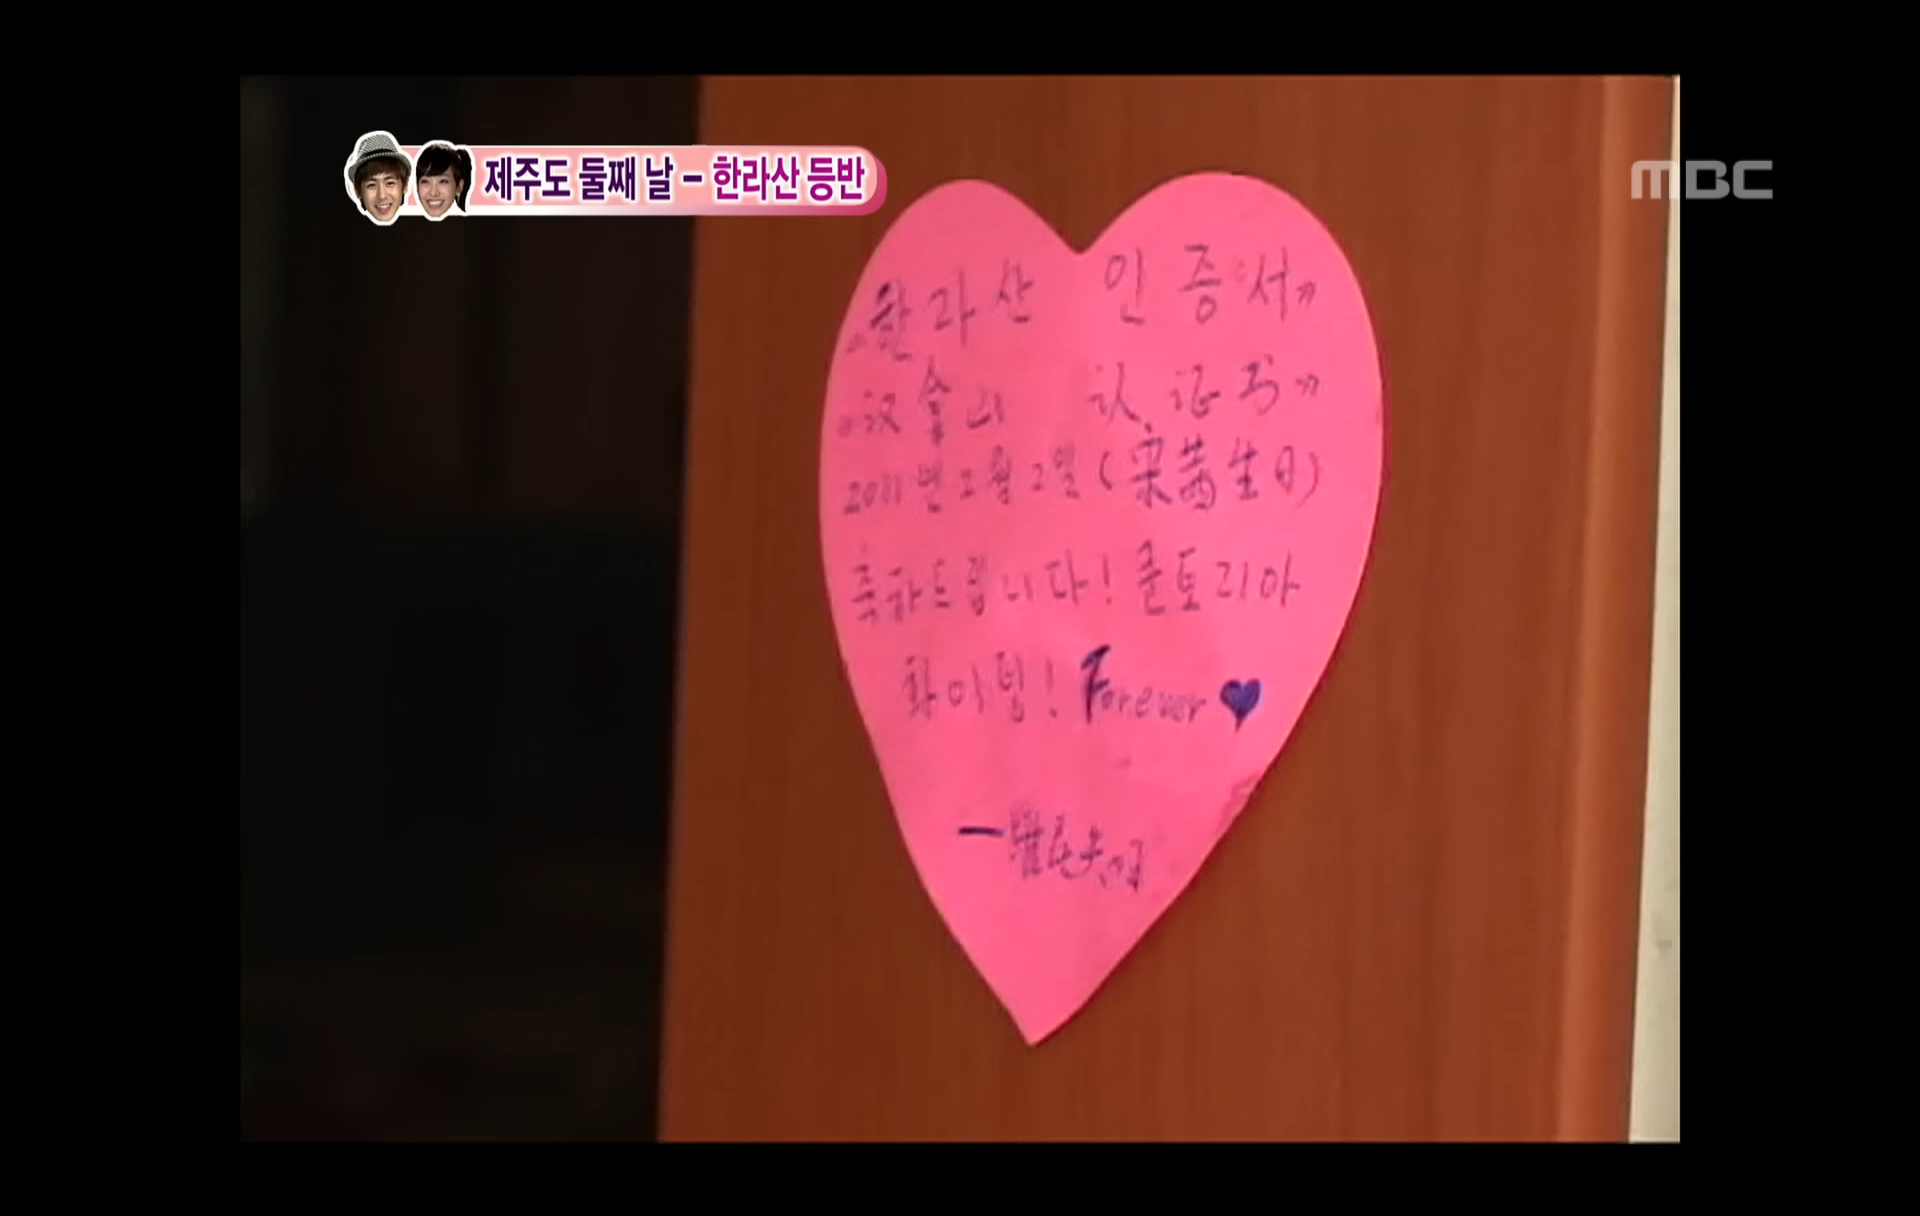 제주도 둘째 날 - 한라산 등반
MBC
《한라산 인증서》
《汉拿山 认证书》
2011년 2월 2일 (宋茜生日)
축하드립니다! 쿤토리아
화이팅! Forever ♥